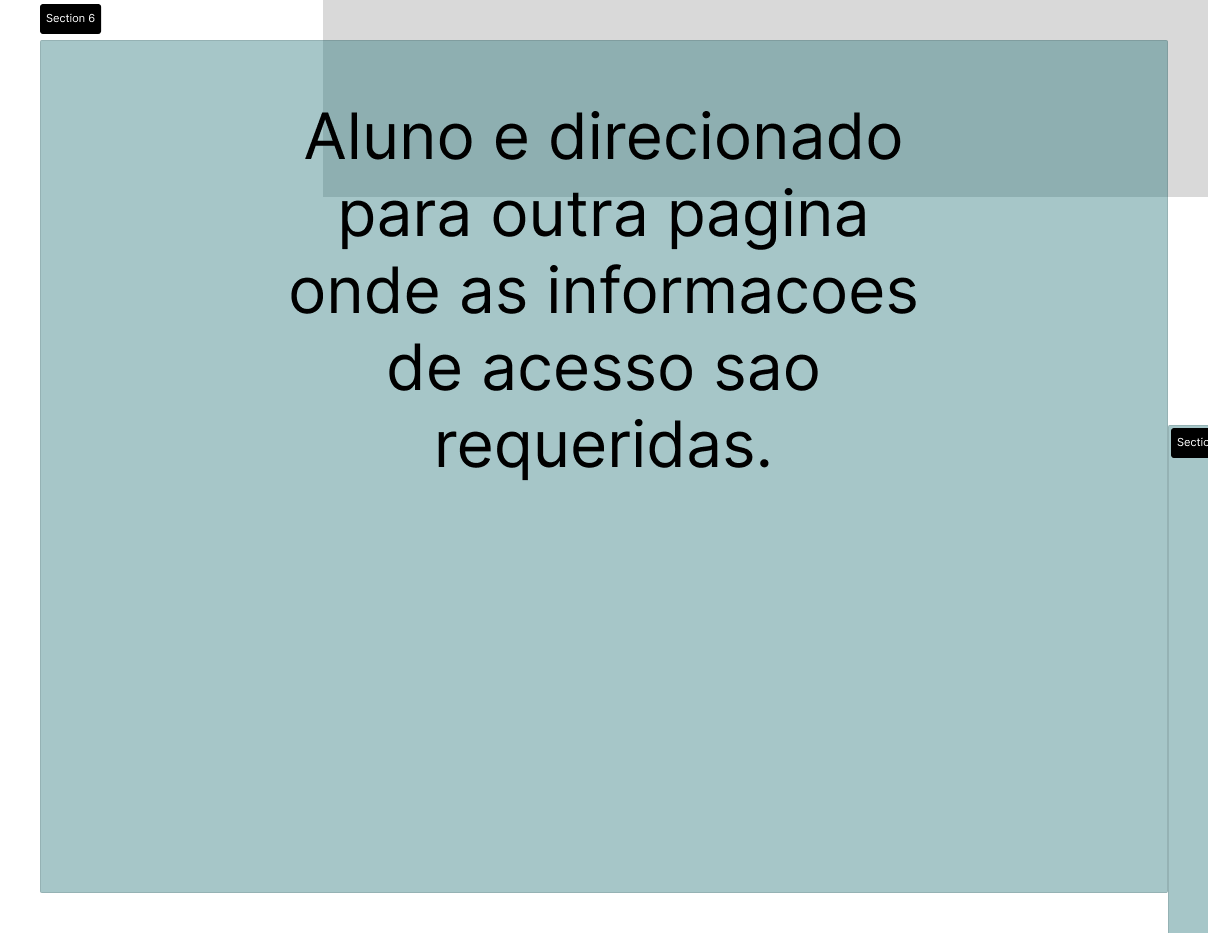 Section 6
Aluno e direcionado
para outra pagina
onde as informacoes
de acesso sao
requeridas.